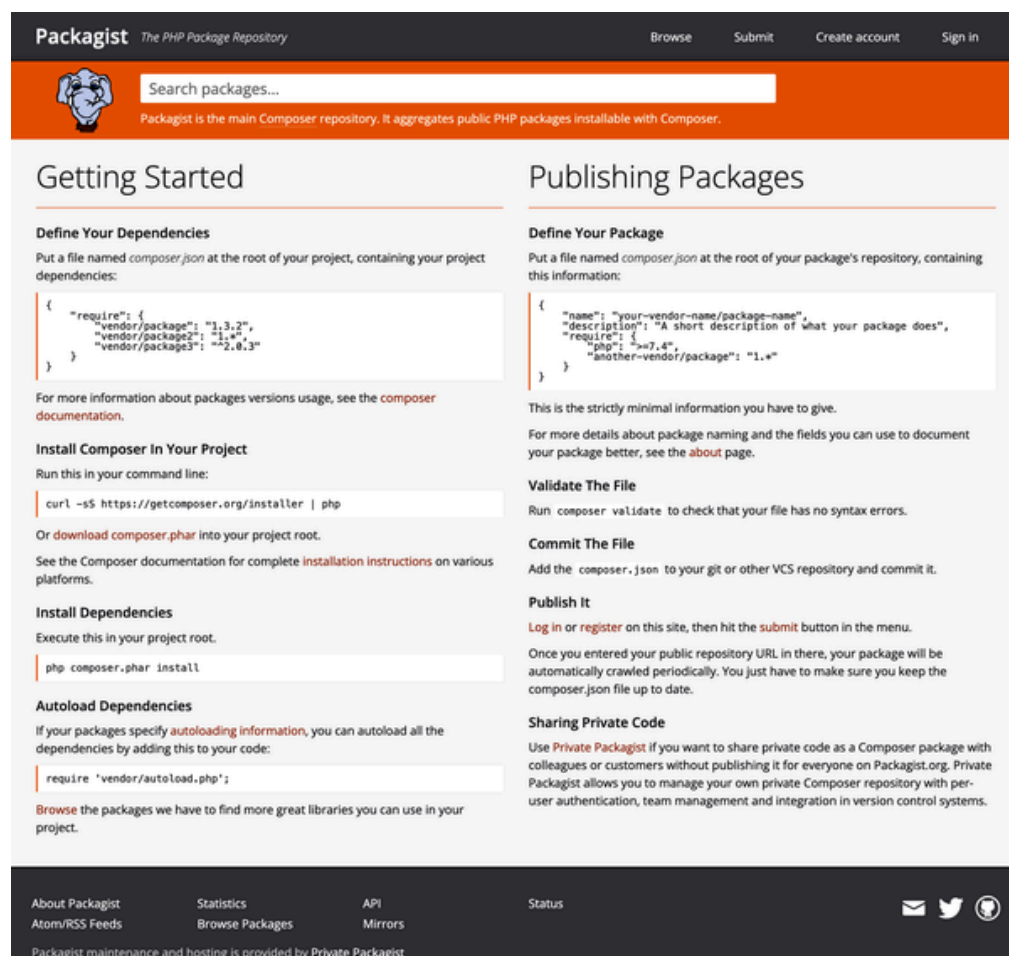 Packagist The PHP Package Repository
Browse Submit Create account Sign in
Search packages...
Packagist is the main Composer repository. It aggregates public PHP packages installable with Composer.
Getting Started
Define Your Dependencies
Put a file named composer.json at the root of your project, containing your project
dependencies:
{
    "require": {
        "vendor/package": "1.3.2",
        "vendor/package2": "1.*",
        "vendor/package3": "^2.0.3"
    }
}
For more information about packages versions usage, see the composer
documentation.
Install Composer In Your Project
Run this in your command line:
curl -sS https://getcomposer.org/installer | php
Or download composer.phar into your project root.
See the Composer documentation for complete installation instructions on various
platforms.
Install Dependencies
Execute this in your project root.
php composer.phar install
Autoload Dependencies
If your packages specify autoloading information, you can autoload all the
dependencies by adding this to your code:
require 'vendor/autoload.php';
Browse the packages we have to find more great libraries you can use in your
project.
Publishing Packages
Define Your Package
Put a file named composer.json at the root of your package's repository, containing
this information:
{
    "name": "your-vendor-name/package-name",
    "description": "A short description of what your package does",
    "require": {
        "php": ">=7.4",
        "another-vendor/package": "1.*"
    }
}
This is the strictly minimal information you have to give.
For more details about package naming and the fields you can use to document
your package better, see the about page.
Validate The File
Run composer validate to check that your file has no syntax errors.
Commit The File
Add the composer.json to your git or other VCS repository and commit it.
Publish It
Log in or register on this site, then hit the submit button in the menu.
Once you entered your public repository URL in there, your package will be
automatically crawled periodically. You just have to make sure you keep the
composer.json file up to date.
Sharing Private Code
Use Private Packagist if you want to share private code as a Composer package with
colleagues or customers without publishing it for everyone on Packagist.org. Private
Packagist allows you to manage your own private Composer repository with per-
user authentication, team management and integration in version control systems.
About Packagist Statistics API Status
Atom/RSS Feeds Browse Packages Mirrors
Packagist maintenance and hosting is provided by Private Packagist